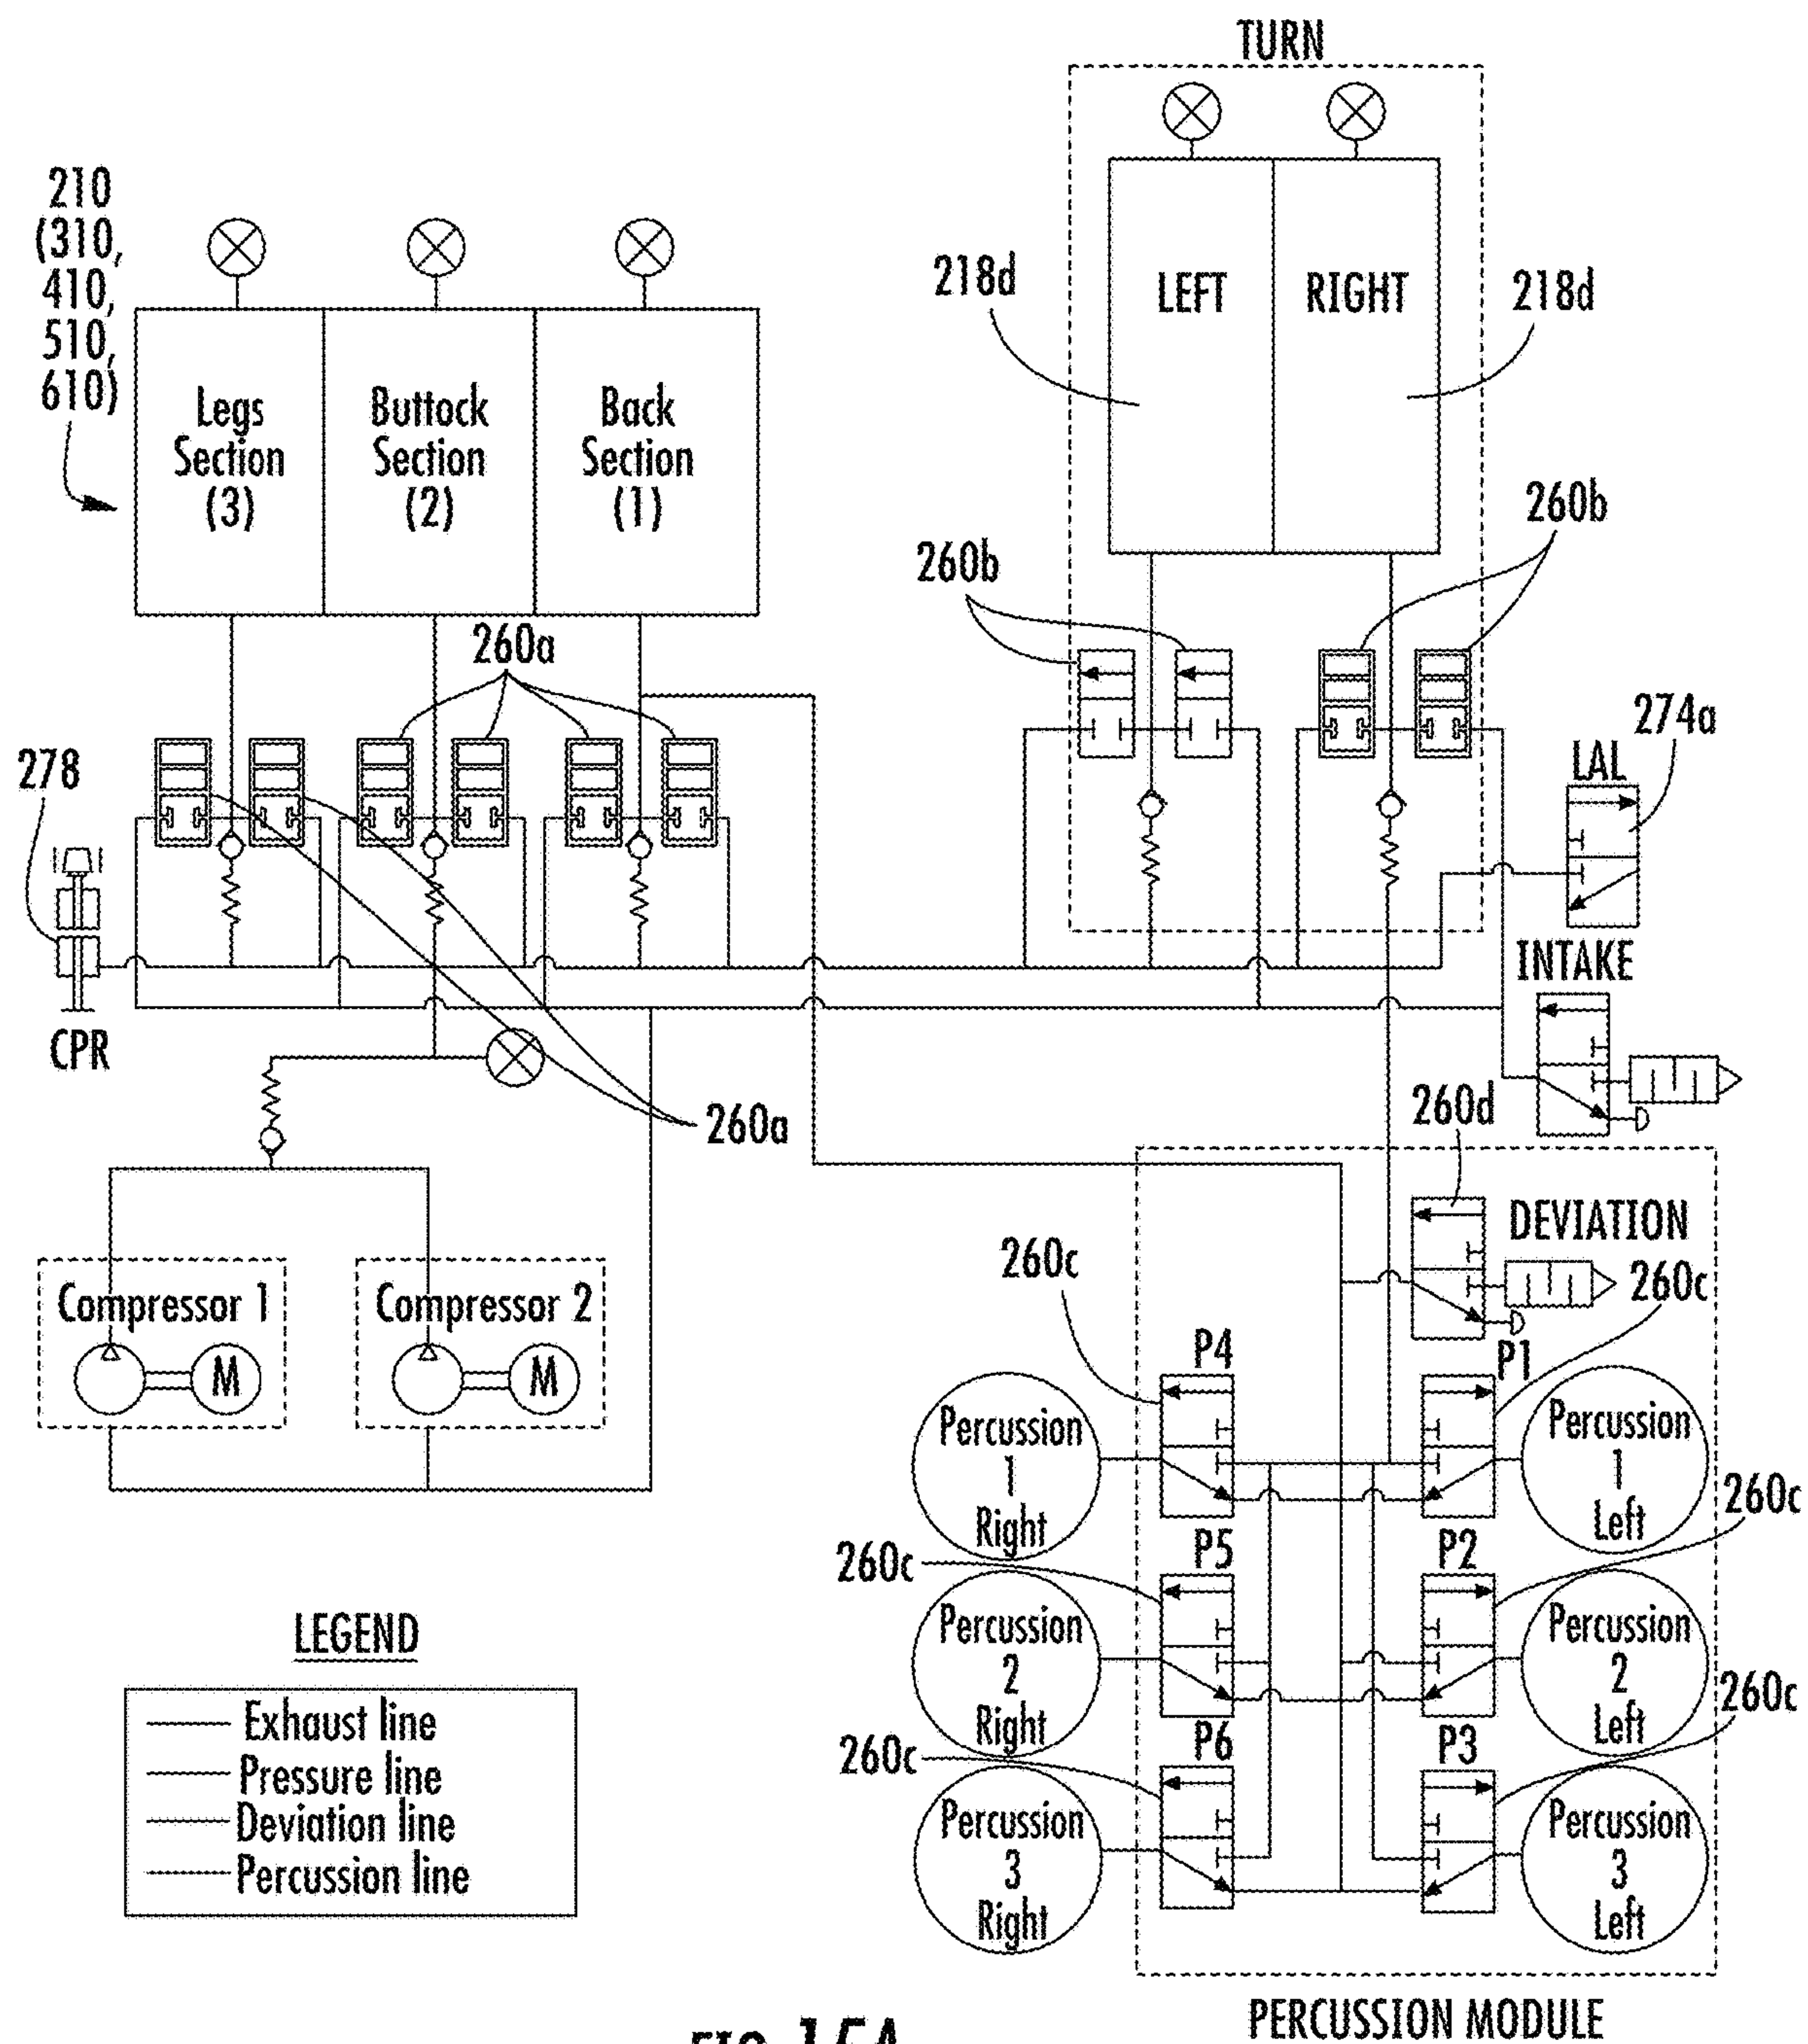 TURN
210
(310,
410,
510,
610)
218d
LEFT
RIGHT
218d
Legs
Section
(3)
Buttock
Section
(2)
Back
Section
(1)
260b
260b
260a
274a
LAL
278
INTAKE
CPR
260a
260d
DEVIATION
260c
260c
Compressor 1
M
Compressor 2
M
P4
P1
Percussion
1
Right
Percussion
1
Left
260c
P5
P2
260c
Percussion
2
Right
Percussion
2
Left
260c
P6
P3
260c
Percussion
3
Right
Percussion
3
Left
LEGEND
Exhaust line
Pressure line
Deviation line
Percussion line
PERCUSSION MODULE
FIG. 15A